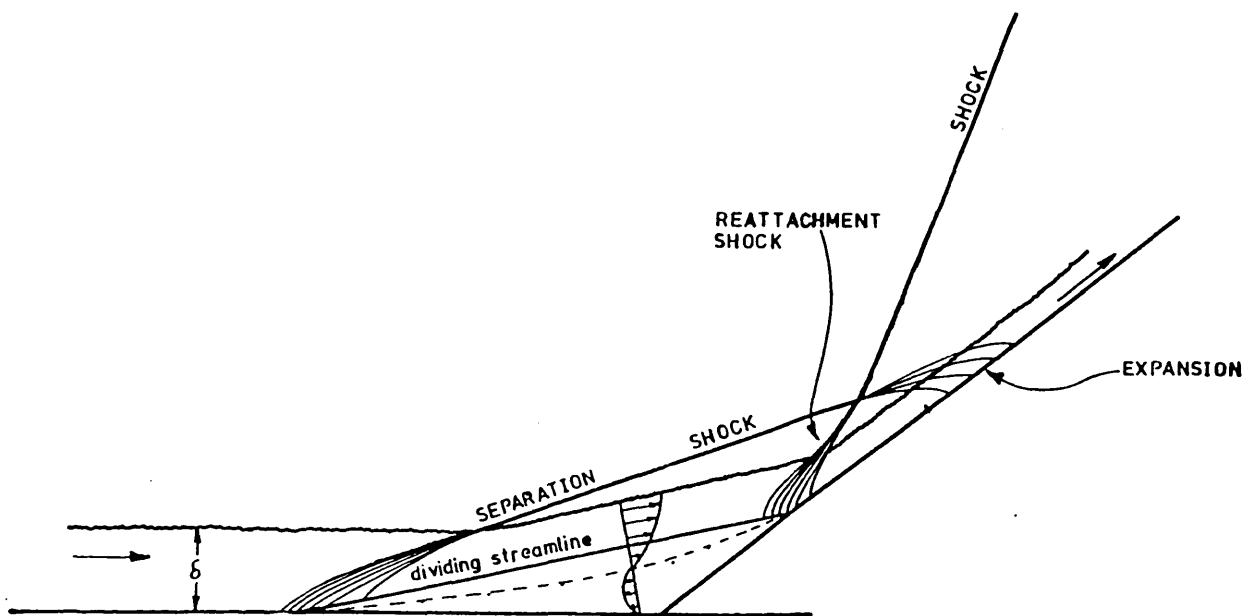 SHOCK
REATTACHMENT
SHOCK
EXPANSION
SEPARATION SHOCK
dividing streamline
δ